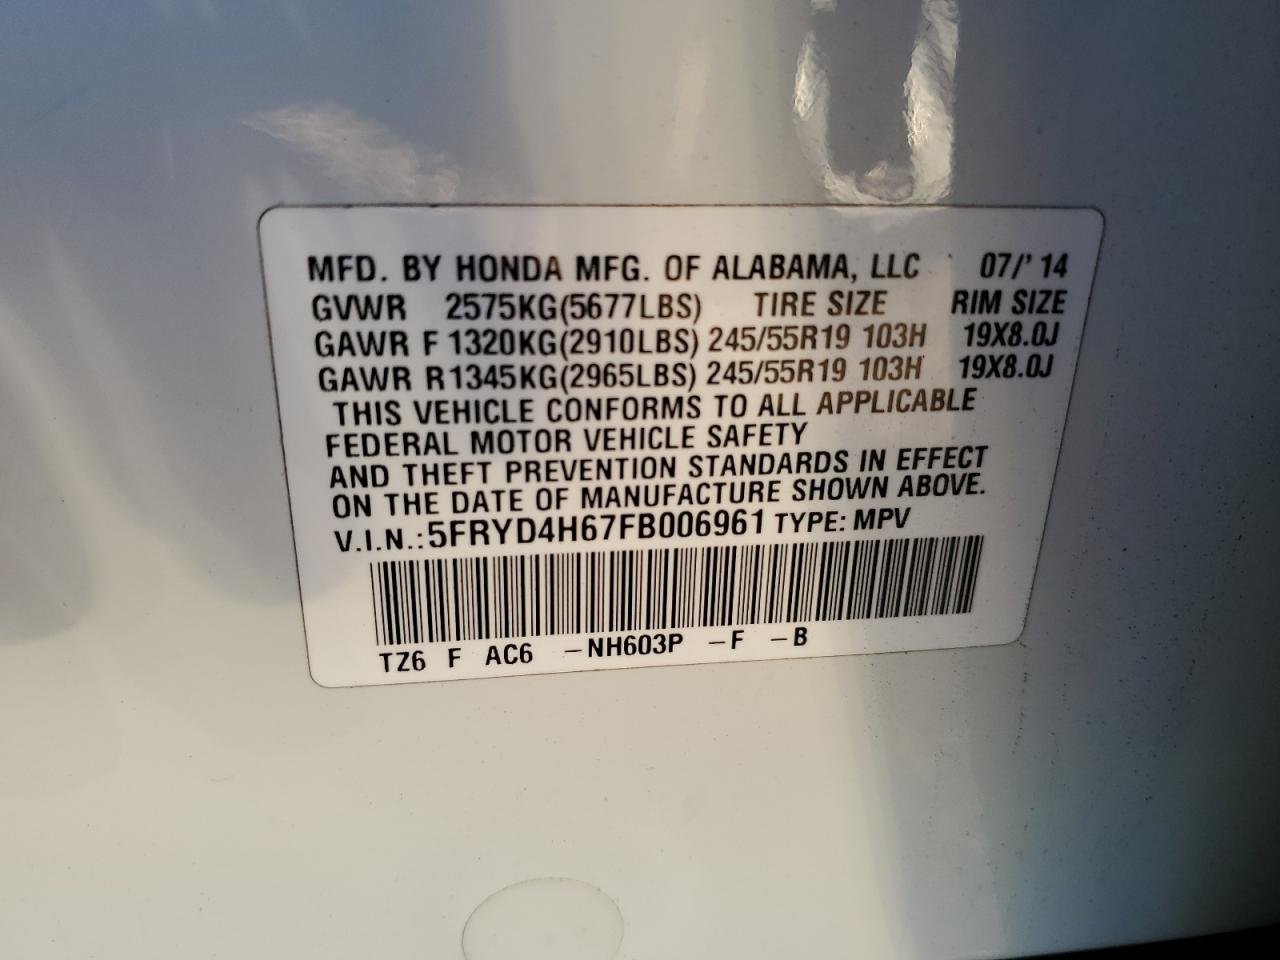 MFD. BY HONDA MFG. OF ALABAMA, LLC 07/' 14
GVWR 2575KG(5677LBS) TIRE SIZE RIM SIZE
GAWR F 1320KG(2910LBS) 245/55R19 103H 19X8.0J
GAWR R1345KG(2965LBS) 245/55R19 103H 19X8.0J
THIS VEHICLE CONFORMS TO ALL APPLICABLE
FEDERAL MOTOR VEHICLE SAFETY
AND THEFT PREVENTION STANDARDS IN EFFECT
ON THE DATE OF MANUFACTURE SHOWN ABOVE.
V.I.N.:5FRYD4H67FB006961 TYPE: MPV
TZ6 F AC6 -NH603P -F -B